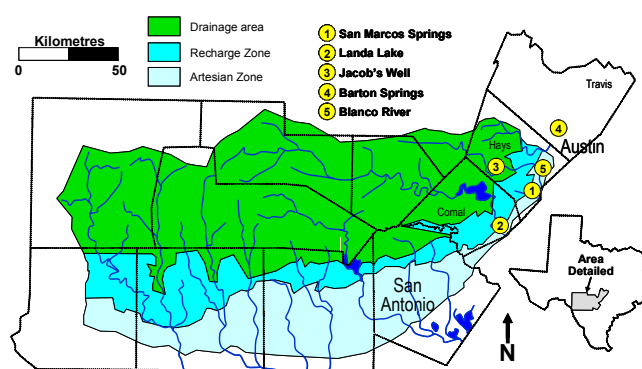 Kilometres
0
50
Drainage area
Recharge Zone
Artesian Zone
1 San Marcos Springs
2 Landa Lake
3 Jacob's Well
4 Barton Springs
5 Blanco River
Travis
4
Austin
Hays
3
5
1
Comal
2
San
Antonio
Area
Detailed
N